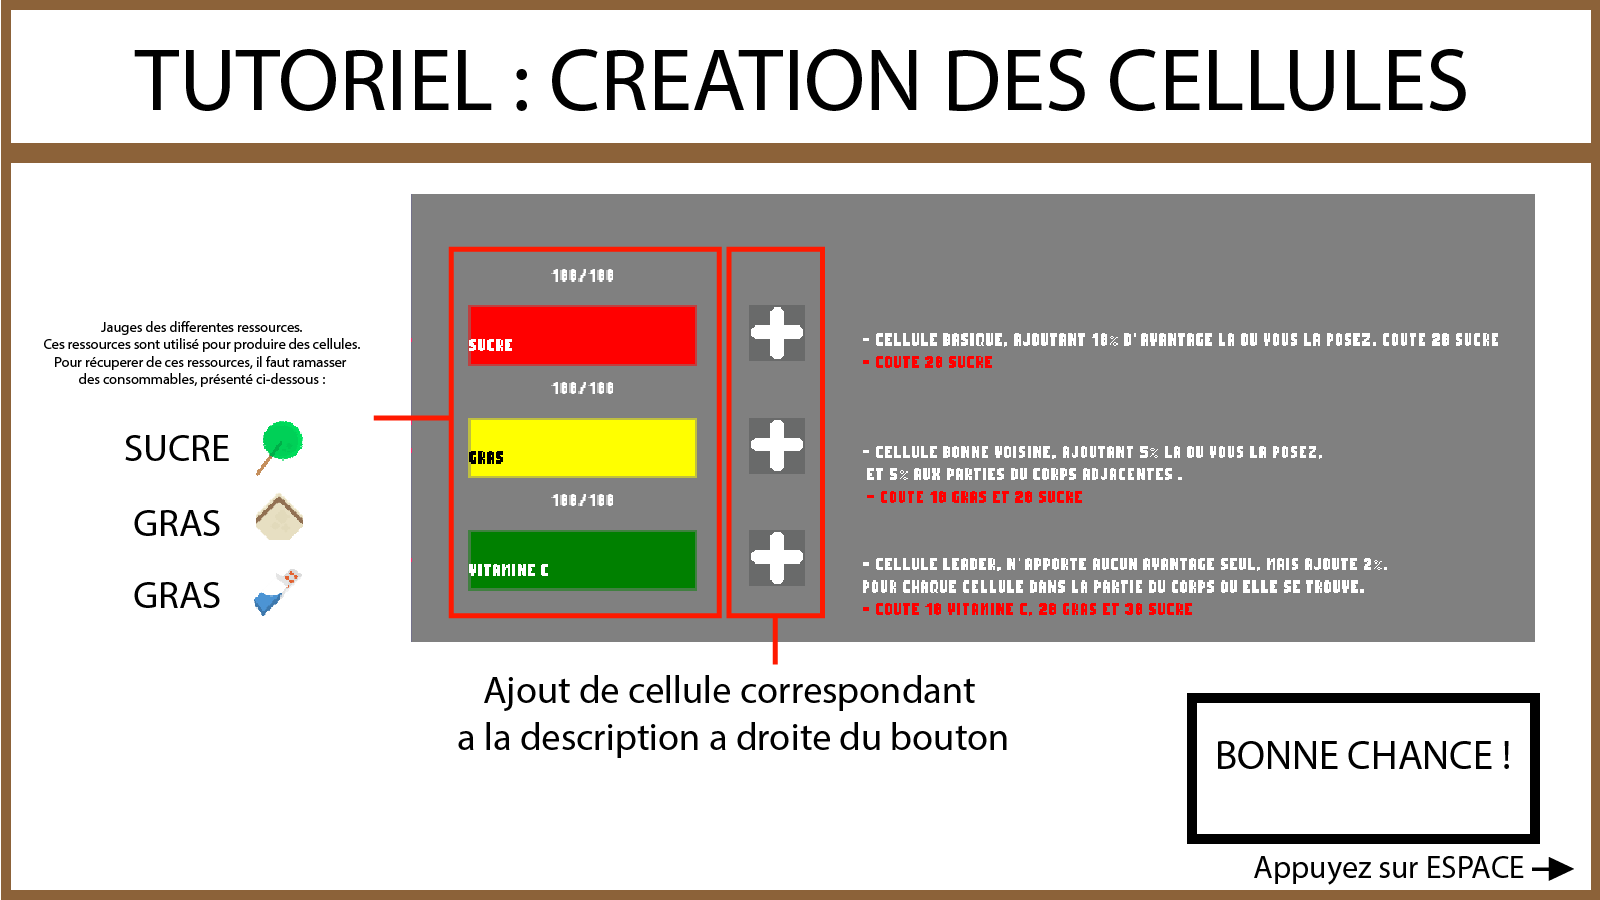 TUTORIEL : CREATION DES CELLULES
Jauges des differentes ressources.
Ces ressources sont utilisé pour produire des cellules.
Pour récuperer de ces ressources, il faut ramasser
des consommables, présenté ci-dessous :
SUCRE
GRAS
GRAS
100/100
SUCRE
100/100
GRAS
100/100
VITAMINE C
- CELLULE BASIQUE, AJOUTANT 10% D'AVANTAGE LA OU VOUS LA POSEZ. COUTE 20 SUCRE
- COUTE 20 SUCRE
- CELLULE BONNE VOISINE, AJOUTANT 5% LA OU VOUS LA POSEZ,
ET 5% AUX PARTIES DU CORPS ADJACENTES .
- COUTE 10 GRAS ET 20 SUCRE
- CELLULE LEADER, N'APPORTE AUCUN AVANTAGE SEUL, MAIS AJOUTE 2%.
POUR CHAQUE CELLULE DANS LA PARTIE DU CORPS OU ELLE SE TROUVE.
- COUTE 10 VITAMINE C, 20 GRAS ET 30 SUCRE
Ajout de cellule correspondant
a la description a droite du bouton
BONNE CHANCE !
Appuyez sur ESPACE